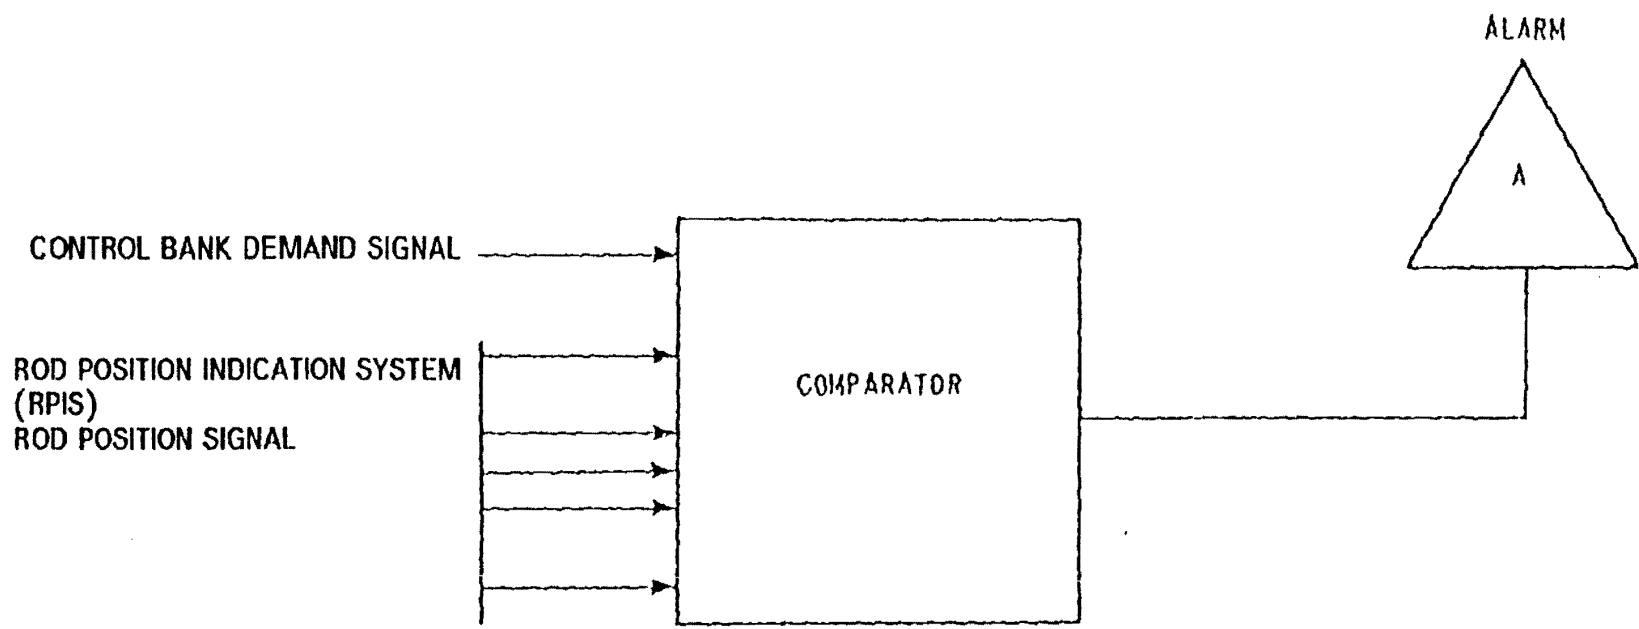 ALARM
A
CONTROL BANK DEMAND SIGNAL
ROD POSITION INDICATION SYSTEM
(RPIS)
ROD POSITION SIGNAL
COMPARATOR